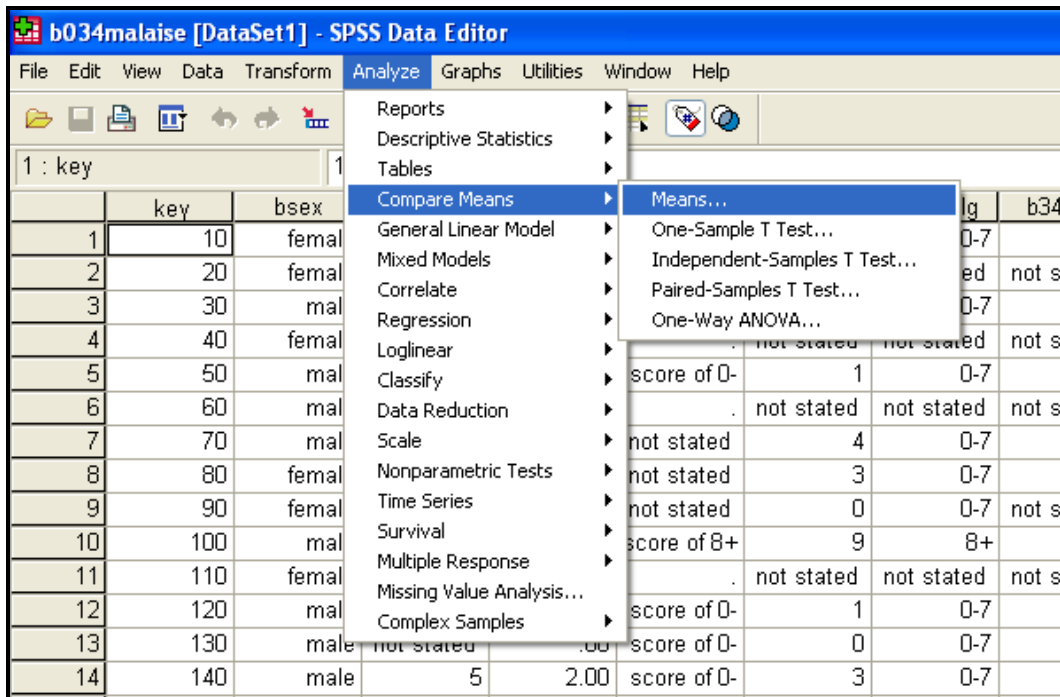 b034malaise [DataSet1] - SPSS Data Editor
File Edit View Data Transform Analyze Graphs Utilities Window Help
1 : key 1
Reports
Descriptive Statistics
Tables
Compare Means
General Linear Model
Mixed Models
Correlate
Regression
Loglinear
Classify
Data Reduction
Scale
Nonparametric Tests
Time Series
Survival
Multiple Response
Missing Value Analysis...
Complex Samples
Means...
One-Sample T Test...
Independent-Samples T Test...
Paired-Samples T Test...
One-Way ANOVA...
key bsex lg b34
1 10 femal 0-7
2 20 femal ed not s
3 30 mal 0-7
4 40 femal . not stated not stated not s
5 50 mal score of 0- 1 0-7
6 60 mal . not stated not stated not s
7 70 mal not stated 4 0-7
8 80 femal not stated 3 0-7
9 90 femal not stated 0 0-7 not s
10 100 mal score of 8+ 9 8+
11 110 femal . not stated not stated not s
12 120 mal score of 0- 1 0-7
13 130 male not stated .00 score of 0- 0 0-7
14 140 male 5 2.00 score of 0- 3 0-7